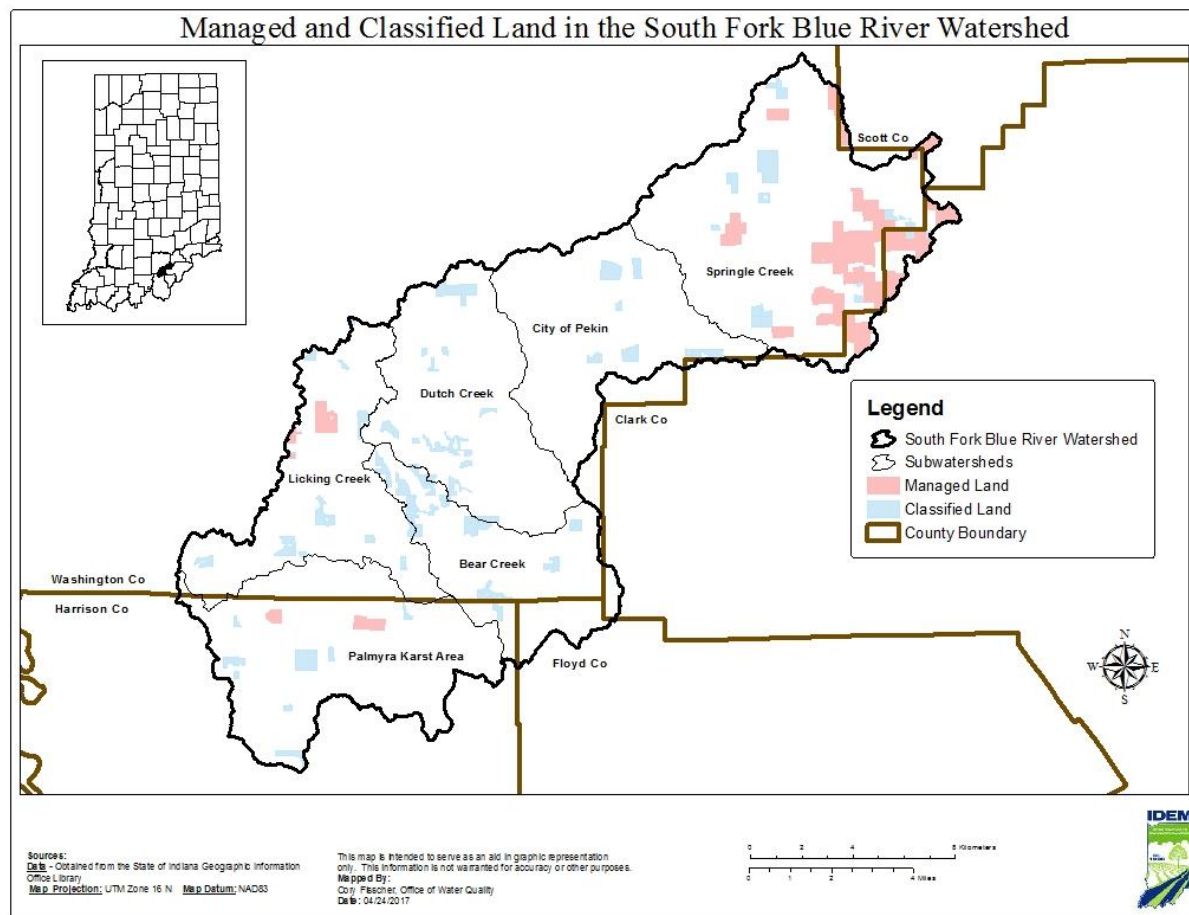 Managed and Classified Land in the South Fork Blue River Watershed
Scott Co
Springle Creek
City of Pekin
Dutch Creek
Clark Co
Licking Creek
Bear Creek
Washington Co
Harrison Co
Palmyra Karst Area
Floyd Co
Legend
South Fork Blue River Watershed
Subwatersheds
Managed Land
Classified Land
County Boundary
N
W E
S
Sources:
Data - Obtained from the State of Indiana Geographic Information
Office Library
Map Projection: UTM Zone 16 N Map Datum: NAD83
This map is intended to serve as an aid in graphic representation
only. This information is not warranted for accuracy or other purposes.
Mapped By:
Cory Fisscher, Office of Water Quality
Date: 04/24/2017
0 2 4 8 Kilometers
0 1 2 4 Miles
IDEM